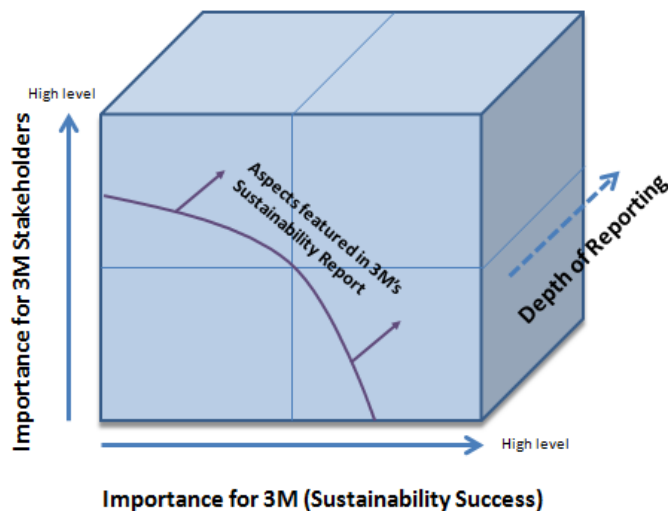 High level
Importance for 3M Stakeholders
Aspects featured in 3M's
Sustainability Report
Depth of Reporting
High level
Importance for 3M (Sustainability Success)